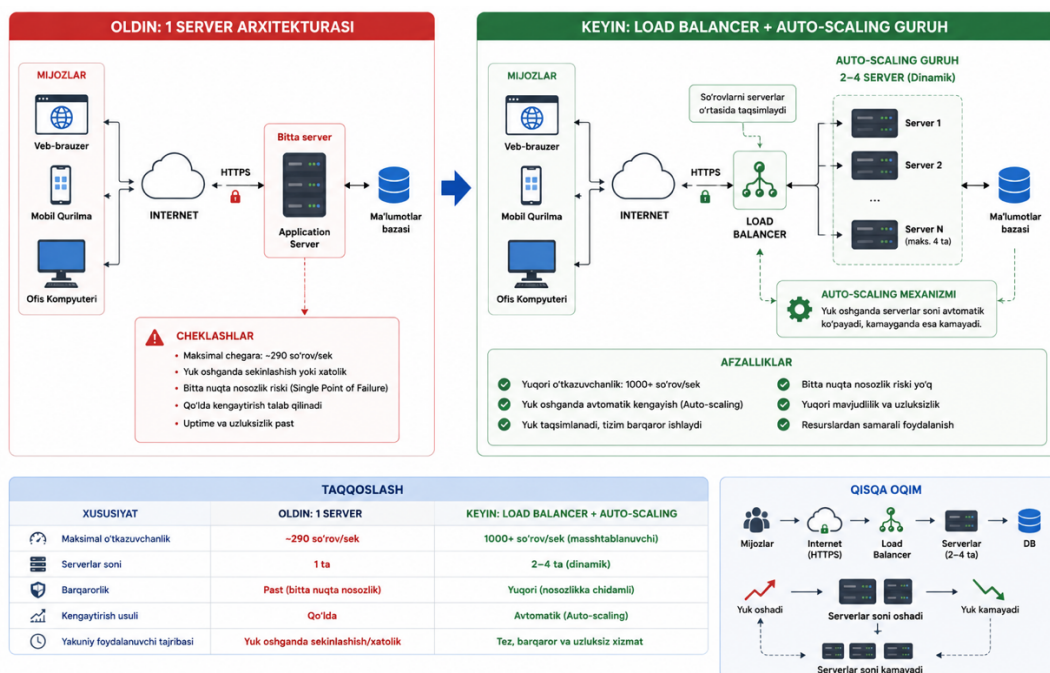 OLDIN: 1 SERVER ARXITEKTURASI
MIJOZLAR
Veb-brauzer
Mobil Qurilma
Ofis Kompyuteri
INTERNET
HTTPS
Bitta server
Application
Server
Ma'lumotlar
bazasi
CHEKLASHLAR
• Maksimal chegara: ~290 so'rov/sek
• Yuk oshganda sekinlashish yoki xatolik
• Bitta nuqta nosozlik riski (Single Point of Failure)
• Qo'lda kengaytirish talab qilinadi
• Uptime va uzluksizlik past
KEYIN: LOAD BALANCER + AUTO-SCALING GURUH
MIJOZLAR
Veb-brauzer
Mobil Qurilma
Ofis Kompyuteri
INTERNET
HTTPS
So'rovlarni serverlar
o'rtasida taqsimlaydi
LOAD
BALANCER
AUTO-SCALING GURUH
2–4 SERVER (Dinamik)
Server 1
Server 2
...
Server N
(maks. 4 ta)
Ma'lumotlar
bazasi
AUTO-SCALING MEXANIZMI
Yuk oshganda serverlar soni avtomatik
ko'payadi, kamayganda esa kamayadi.
AFZALLIKLAR
Yuqori o'tkazuvchanlik: 1000+ so'rov/sek
Yuk oshganda avtomatik kengayish (Auto-scaling)
Yuk taqsimlanadi, tizim barqaror ishlaydi
Bitta nuqta nosozlik riski yo'q
Yuqori mavjudlilik va uzluksizlik
Resurslardan samarali foydalanish
TAQQOSLASH
XUSUSIYAT OLDIN: 1 SERVER KEYIN: LOAD BALANCER + AUTO-SCALING
Maksimal o'tkazuvchanlik ~290 so'rov/sek 1000+ so'rov/sek (masshtablanuvchi)
Serverlar soni 1 ta 2–4 ta (dinamik)
Barqarorlik Past (bitta nuqta nosozlik) Yuqori (nosozlikka chidamli)
Kengaytirish usuli Qo'lda Avtomatik (Auto-scaling)
Yakuniy foydalanuvchi tajribasi Yuk oshganda sekinlashish/xatolik Tez, barqaror va uzluksiz xizmat
QISQA OQIM
Mijozlar
Internet
(HTTPS)
Load
Balancer
Serverlar
(2–4 ta)
DB
Yuk oshadi
Serverlar soni oshadi
Yuk kamayadi
Serverlar soni kamayadi